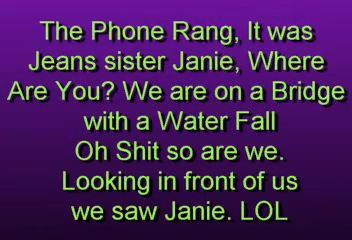 The Phone Rang, It was
Jeans sister Janie, Where
Are You? We are on a Bridge
with a Water Fall
Oh Shit so are we.
Looking in front of us
we saw Janie. LOL